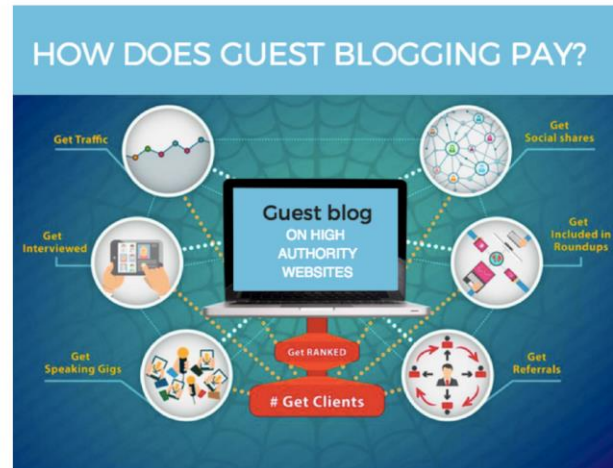 HOW DOES GUEST BLOGGING PAY?
Get Traffic
Get
Social shares
Guest blog
ON HIGH
AUTHORITY
WEBSITES
Get
Interviewed
Get
Included in
Roundups
Get RANKED
Get
Speaking Gigs
Get
Referrals
# Get Clients